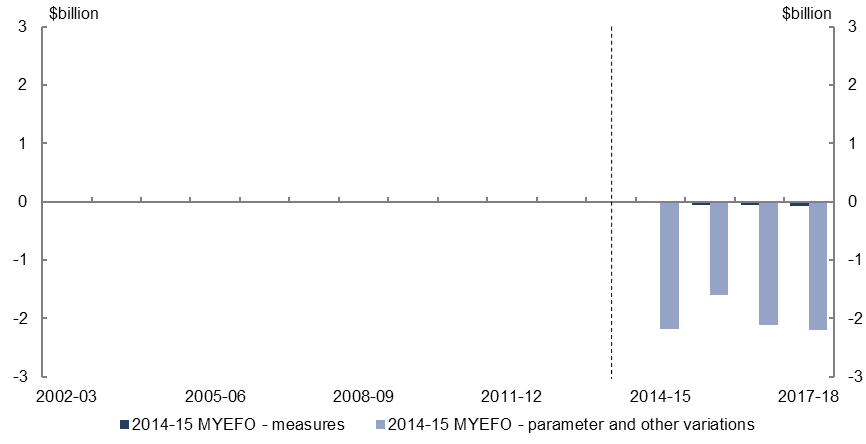 $billion $billion
3 3
2 2
1 1
0 0
-1 -1
-2 -2
-3 -3
2002-03 2005-06 2008-09 2011-12 2014-15 2017-18
2014-15 MYEFO - measures 2014-15 MYEFO - parameter and other variations